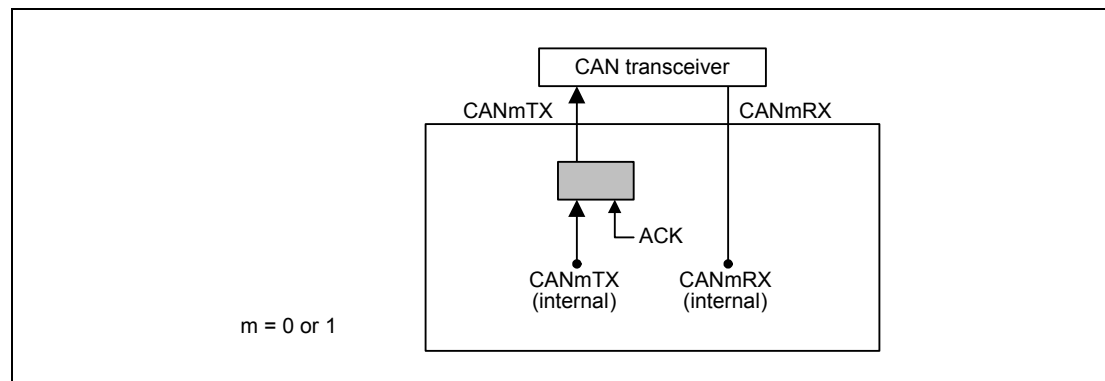 CAN transceiver
CANmTX
CANmRX
ACK
CANmTX
(internal)
CANmRX
(internal)
m = 0 or 1